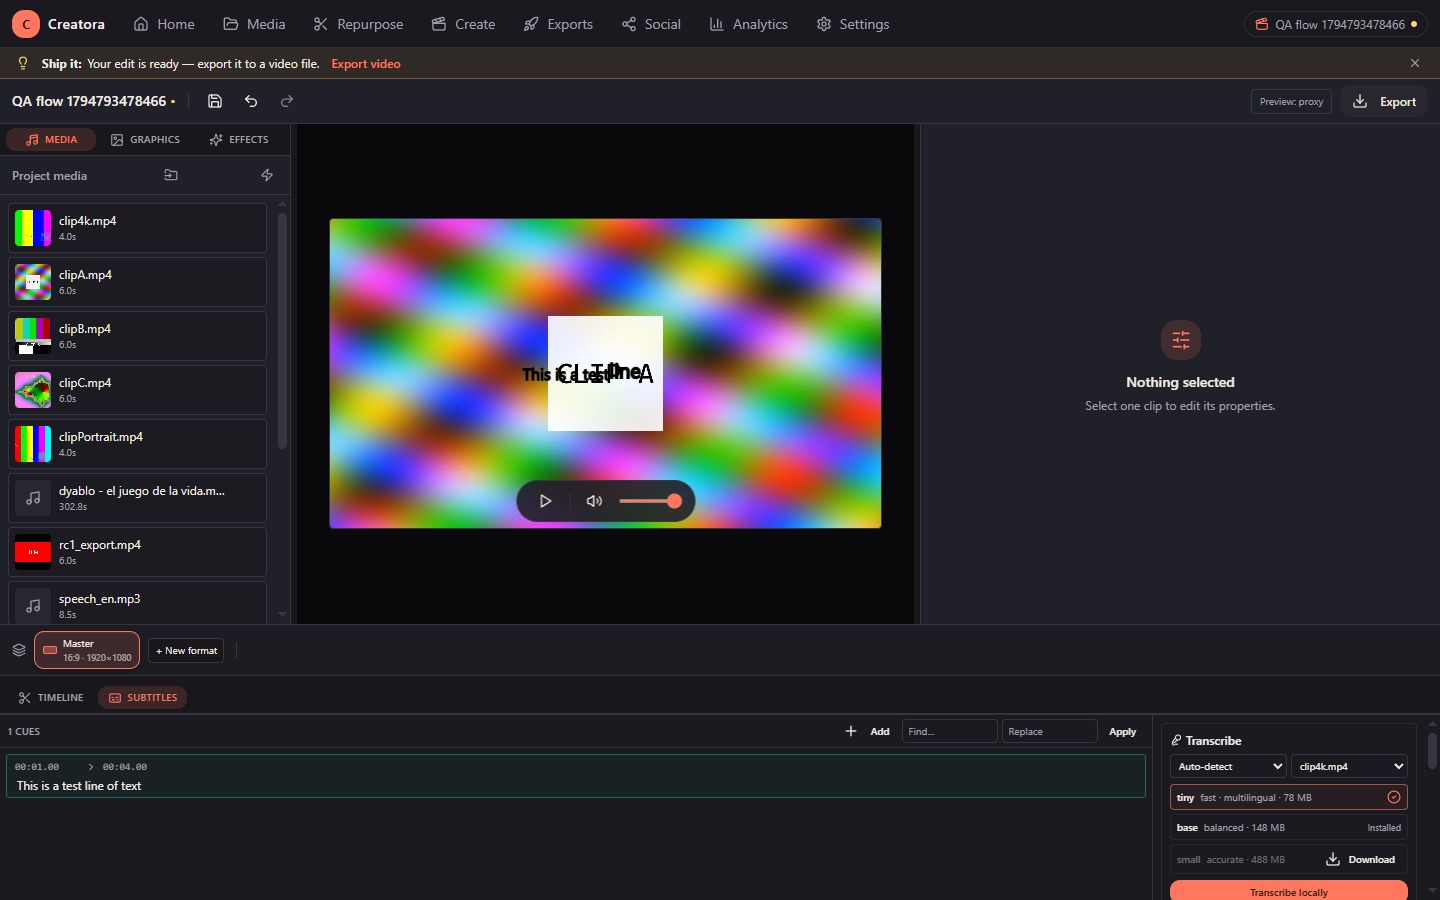 C Creatora Home Media Repurpose Create Exports Social Analytics Settings QA flow 1794793478466
Ship it: Your edit is ready — export it to a video file. Export video
QA flow 1794793478466 Preview: proxy Export
MEDIA GRAPHICS EFFECTS
Project media
clip4k.mp4
4.0s
clipA.mp4
6.0s
clipB.mp4
6.0s
clipC.mp4
6.0s
clipPortrait.mp4
4.0s
dyablo - el juego de la vida.m...
302.8s
rc1_export.mp4
6.0s
speech_en.mp3
8.5s
This is a test line
CLIP A
Nothing selected
Select one clip to edit its properties.
Master
16:9 · 1920×1080
+ New format
TIMELINE SUBTITLES
1 CUES Add Find... Replace Apply
00:01.00 00:04.00
This is a test line of text
Transcribe
Auto-detect clip4k.mp4
tiny fast · multilingual · 78 MB
base balanced · 148 MB Installed
small accurate · 488 MB Download
Transcribe locally